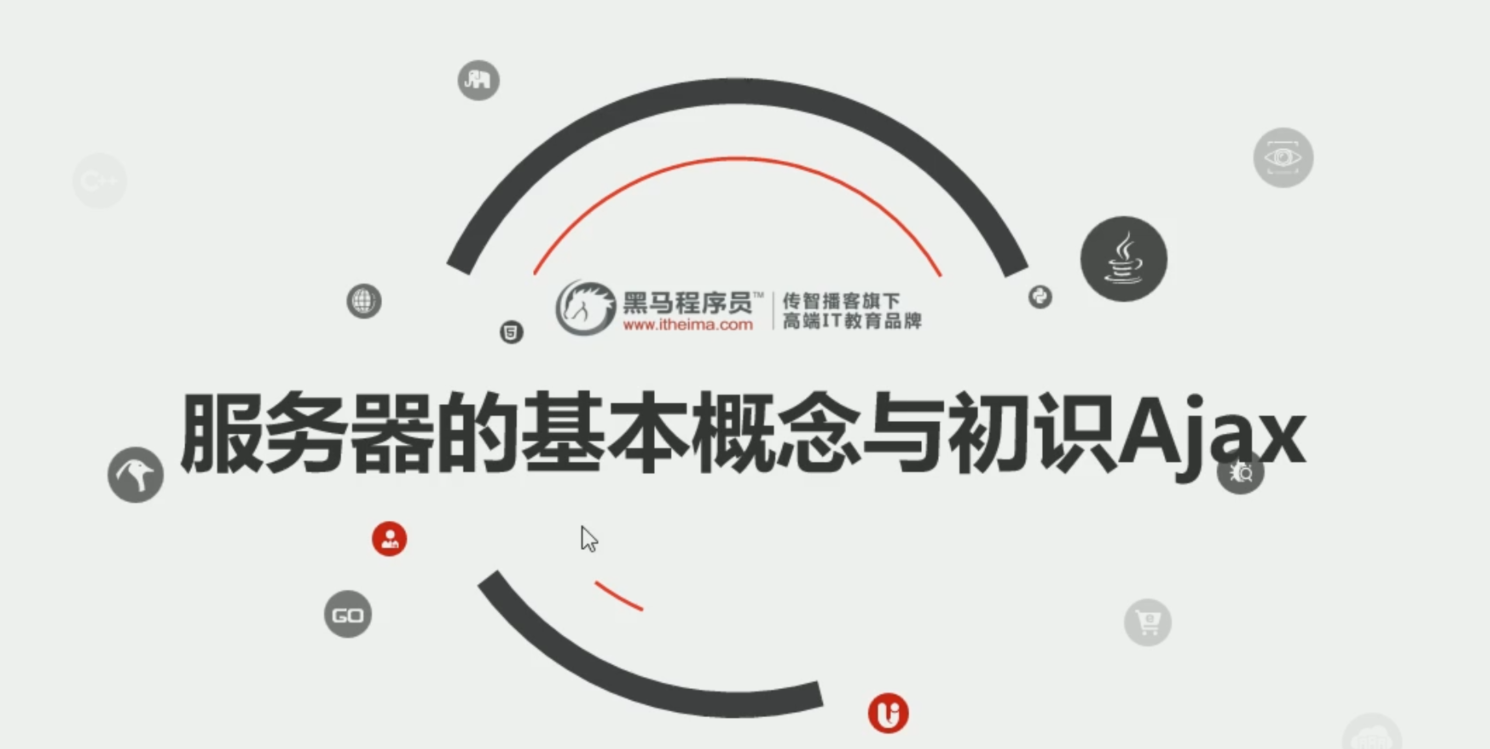 C++
黑马程序员™
www.itheima.com
传智播客旗下
高端IT教育品牌
服务器的基本概念与初识Ajax
GO